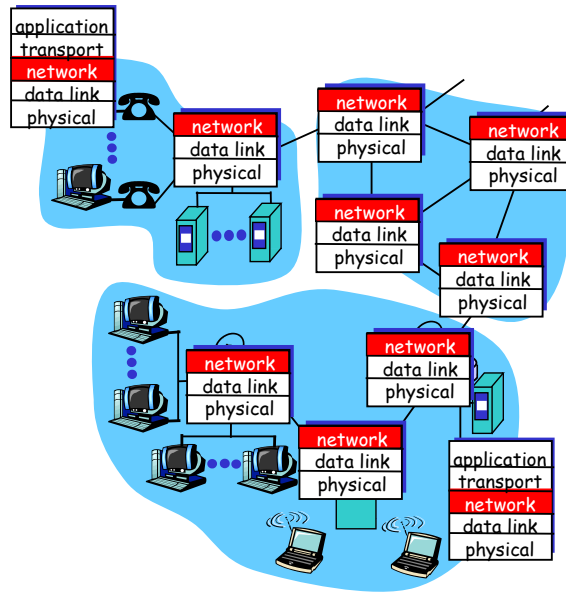 application
transport
network
data link
physical
network
data link
physical
network
data link
physical
network
data link
physical
network
data link
physical
network
data link
physical
network
data link
physical
network
data link
physical
network
data link
physical
application
transport
network
data link
physical